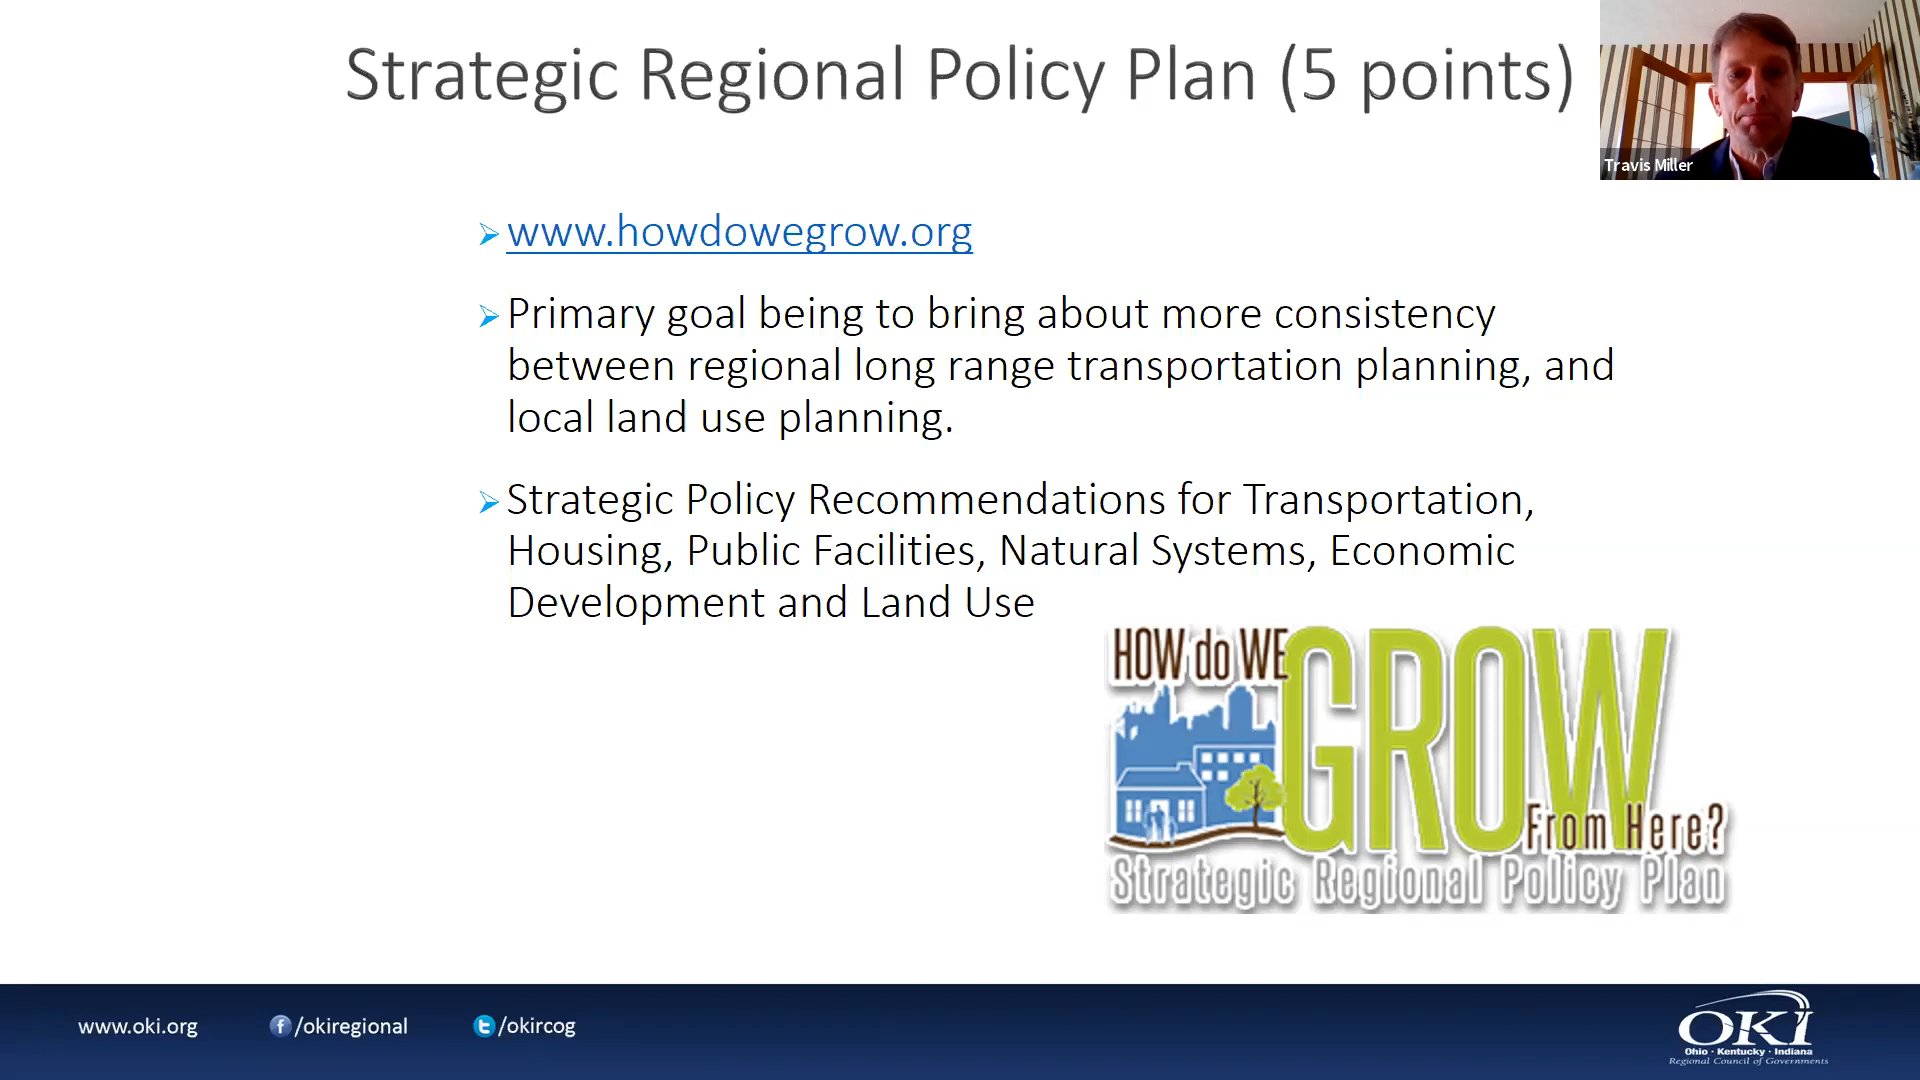 Strategic Regional Policy Plan (5 points)
Travis Miller
www.howdowegrow.org
Primary goal being to bring about more consistency
between regional long range transportation planning, and
local land use planning.
Strategic Policy Recommendations for Transportation,
Housing, Public Facilities, Natural Systems, Economic
Development and Land Use
HOW do WE
GROW
From Here?
Strategic Regional Policy Plan
www.oki.org
/okiregional
/okircog
OKI
Ohio · Kentucky · Indiana
Regional Council of Governments